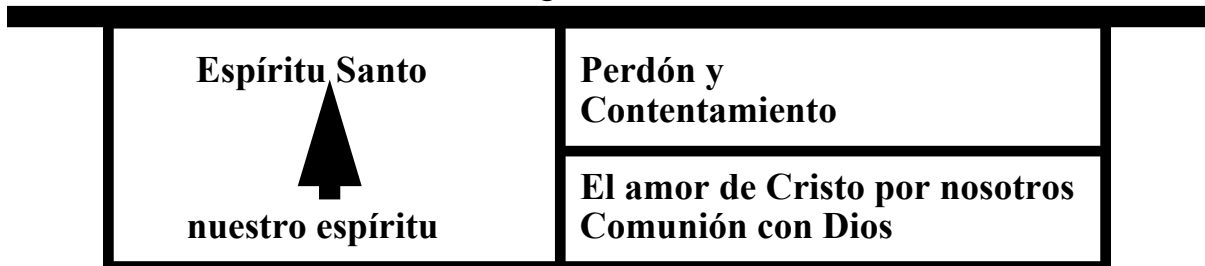 Espíritu Santo
nuestro espíritu
Perdón y
Contentamiento
El amor de Cristo por nosotros
Comunión con Dios